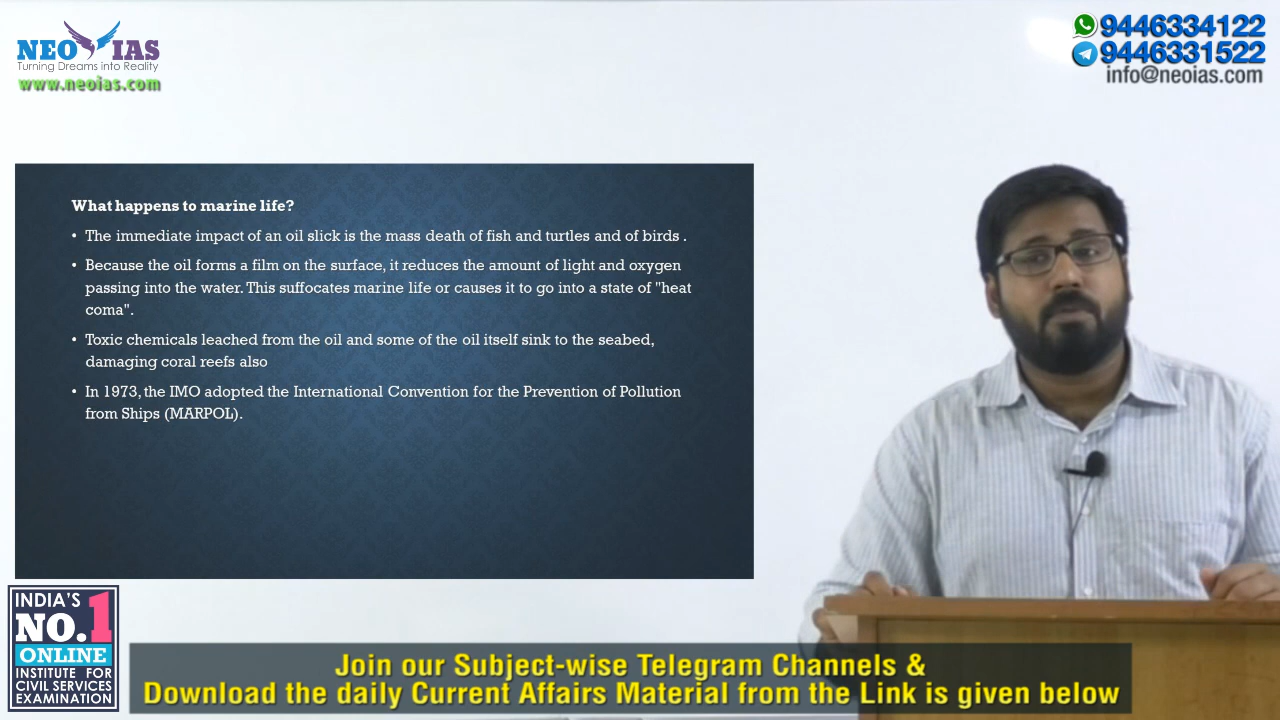 NEO IAS
Turning Dreams into Reality
www.neoias.com
9446334122
9446331522
info@neoias.com
What happens to marine life?
• The immediate impact of an oil slick is the mass death of fish and turtles and of birds .
• Because the oil forms a film on the surface, it reduces the amount of light and oxygen
passing into the water. This suffocates marine life or causes it to go into a state of "heat
coma".
• Toxic chemicals leached from the oil and some of the oil itself sink to the seabed,
damaging coral reefs also
• In 1973, the IMO adopted the International Convention for the Prevention of Pollution
from Ships (MARPOL).
INDIA'S
NO.1
ONLINE
INSTITUTE FOR
CIVIL SERVICES
EXAMINATION
Join our Subject-wise Telegram Channels &
Download the daily Current Affairs Material from the Link is given below